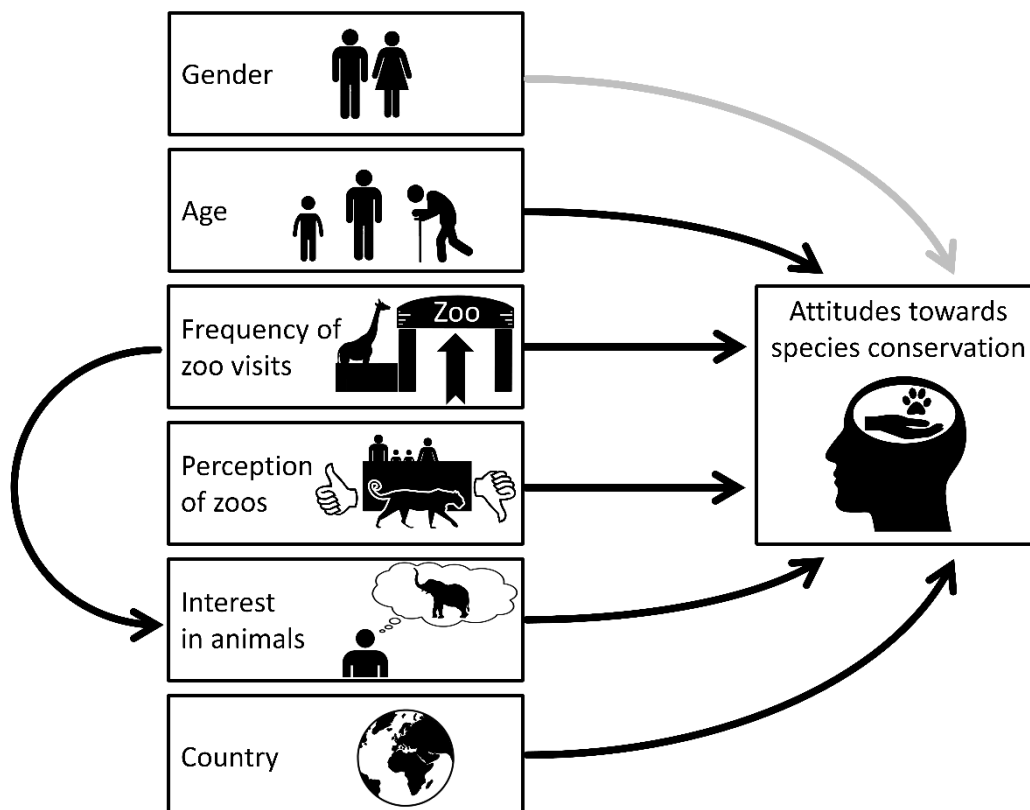 Gender
Age
Frequency of
zoo visits
Zoo
Perception
of zoos
Interest
in animals
Country
Attitudes towards
species conservation